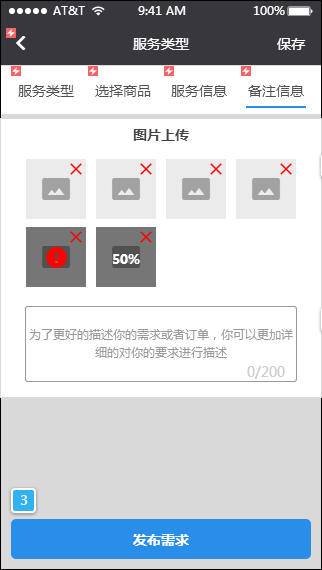 AT&T 9:41 AM 100%
服务类型 保存
服务类型 选择商品 服务信息 备注信息
图片上传
! 50%
为了更好的描述你的需求或者订单，你可以更加详
细的对你的要求进行描述
0/200
3
发布需求